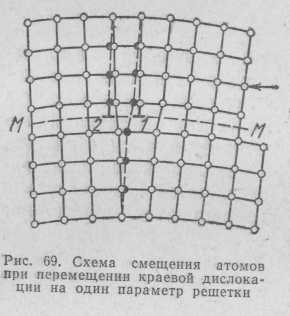 М 2 1 М
Рис. 69. Схема смещения атомов
при перемещении краевой дислока-
ции на один параметр решетки